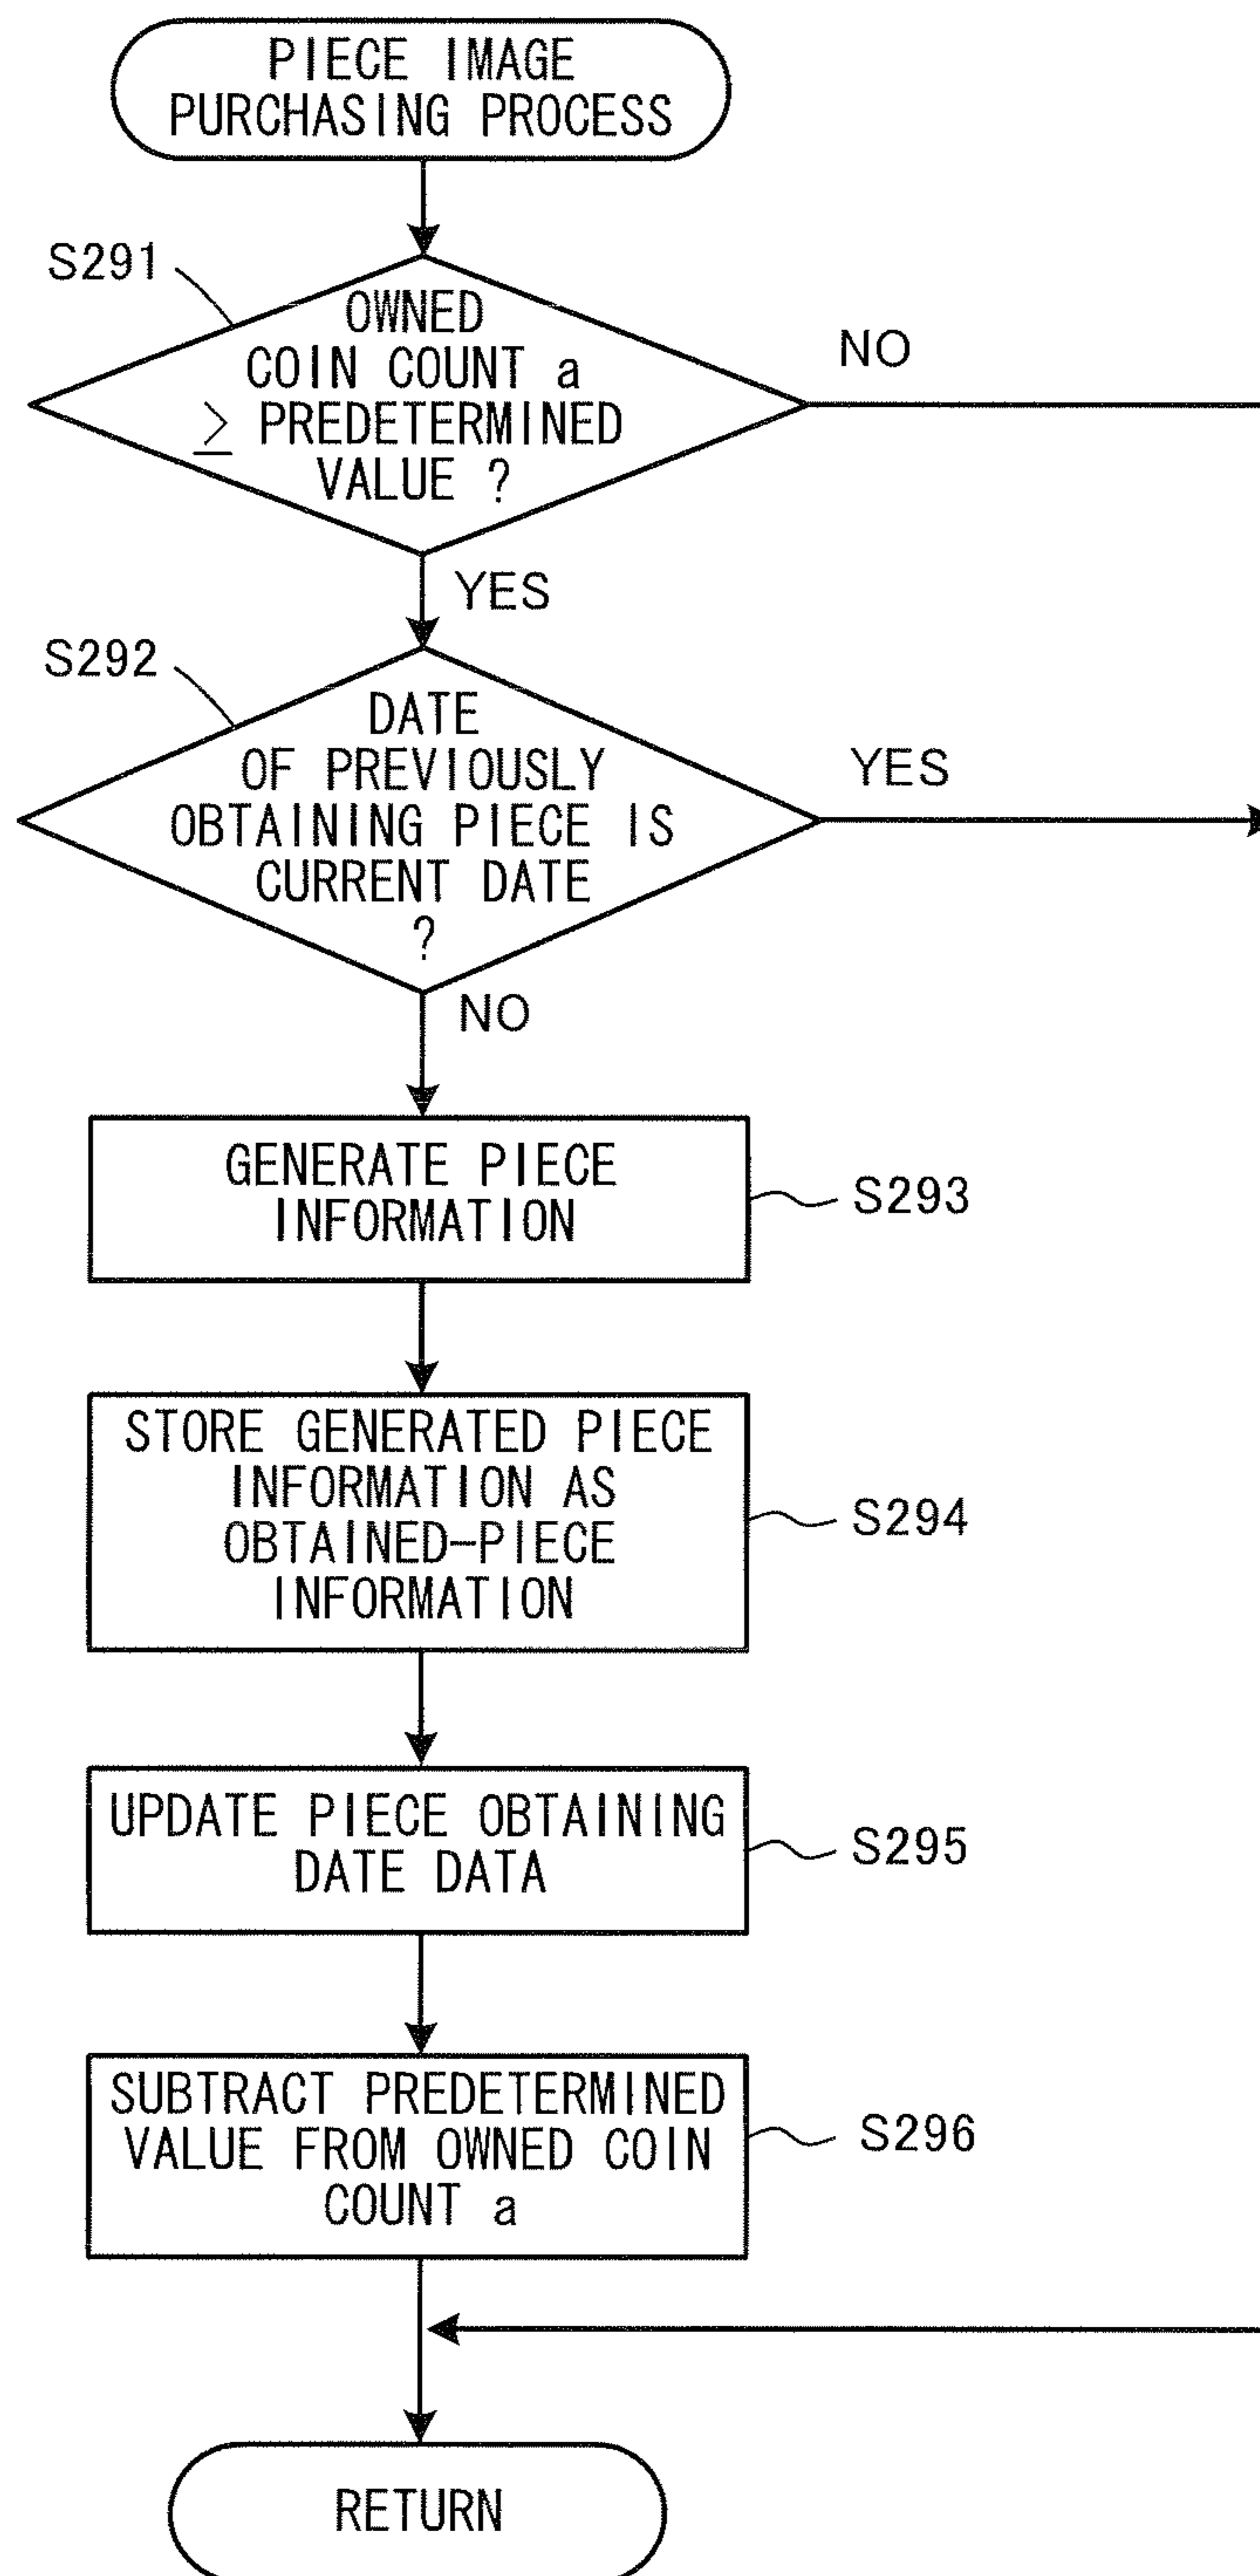 PIECE IMAGE
PURCHASING PROCESS
S291
OWNED
COIN COUNT a
≥ PREDETERMINED
VALUE ?
NO
YES
S292
DATE
OF PREVIOUSLY
OBTAINING PIECE IS
CURRENT DATE
?
YES
NO
GENERATE PIECE
INFORMATION
S293
STORE GENERATED PIECE
INFORMATION AS
OBTAINED-PIECE
INFORMATION
S294
UPDATE PIECE OBTAINING
DATE DATA
S295
SUBTRACT PREDETERMINED
VALUE FROM OWNED COIN
COUNT a
S296
RETURN